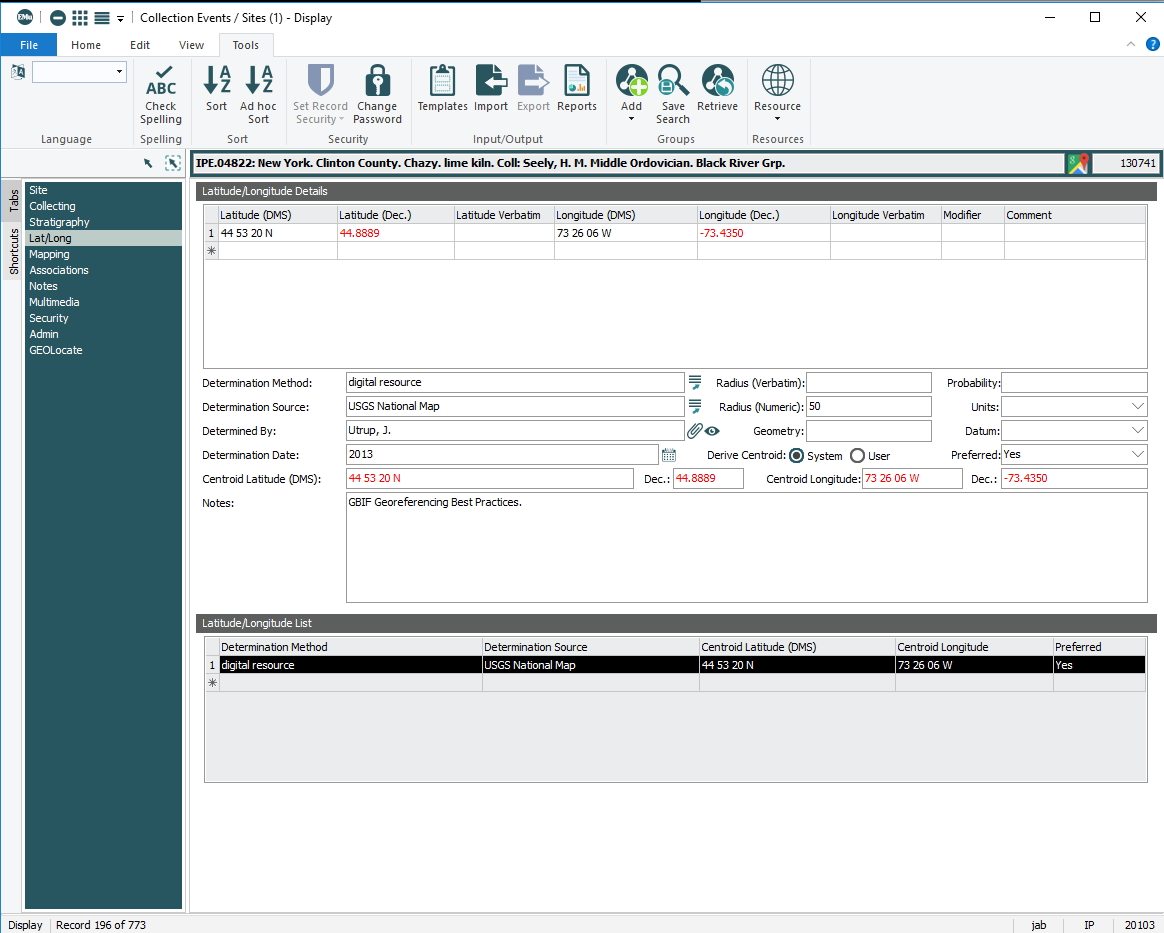 EMu Collection Events / Sites (1) - Display
File Home Edit View Tools ?
ABC Check Spelling
A Z Sort
A Z Ad hoc Sort
Set Record Security
Change Password
Templates Import Export Reports
Add Save Search Retrieve
Resource
Language Spelling Sort Security Input/Output Groups Resources
IPE.04822: New York. Clinton County. Chazy. lime kiln. Coll: Seely, H. M. Middle Ordovician. Black River Grp. 130741
Tabs
Shortcuts
Site
Collecting
Stratigraphy
Lat/Long
Mapping
Associations
Notes
Multimedia
Security
Admin
GEOLocate
Latitude/Longitude Details
Latitude (DMS) Latitude (Dec.) Latitude Verbatim Longitude (DMS) Longitude (Dec.) Longitude Verbatim Modifier Comment
1 44 53 20 N 44.8889 73 26 06 W -73.4350
*
Determination Method: digital resource Radius (Verbatim): Probability:
Determination Source: USGS National Map Radius (Numeric): 50 Units:
Determined By: Utrup, J. Geometry: Datum:
Determination Date: 2013 Derive Centroid: System User Preferred: Yes
Centroid Latitude (DMS): 44 53 20 N Dec.: 44.8889 Centroid Longitude: 73 26 06 W Dec.: -73.4350
Notes: GBIF Georeferencing Best Practices.
Latitude/Longitude List
Determination Method Determination Source Centroid Latitude (DMS) Centroid Longitude Preferred
1 digital resource USGS National Map 44 53 20 N 73 26 06 W Yes
*
Display Record 196 of 773 jab IP 20103